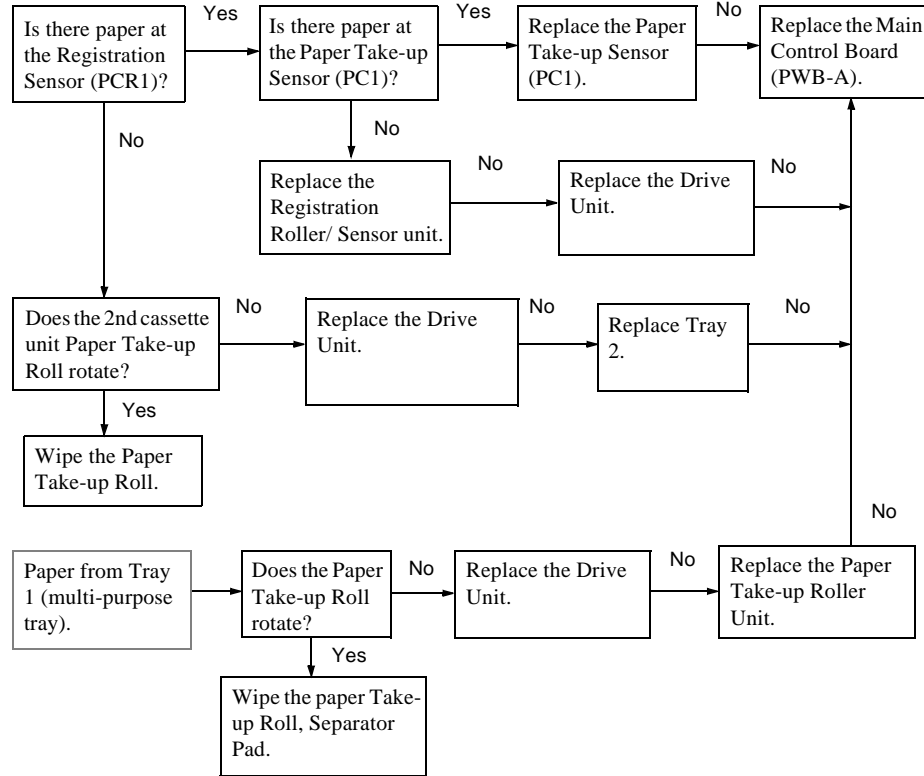 Is there paper at
the Registration
Sensor (PCR1)?
Yes
Is there paper at
the Paper Take-up
Sensor (PC1)?
Yes
Replace the Paper
Take-up Sensor
(PC1).
No
Replace the Main
Control Board
(PWB-A).
No
No
Replace the
Registration
Roller/ Sensor unit.
No
Replace the Drive
Unit.
No
Does the 2nd cassette
unit Paper Take-up
Roll rotate?
No
Replace the Drive
Unit.
No
Replace Tray
2.
No
Yes
Wipe the Paper
Take-up Roll.
No
Paper from Tray
1 (multi-purpose
tray).
Does the Paper
Take-up Roll
rotate?
No
Replace the Drive
Unit.
No
Replace the Paper
Take-up Roller
Unit.
Yes
Wipe the paper Take-
up Roll, Separator
Pad.